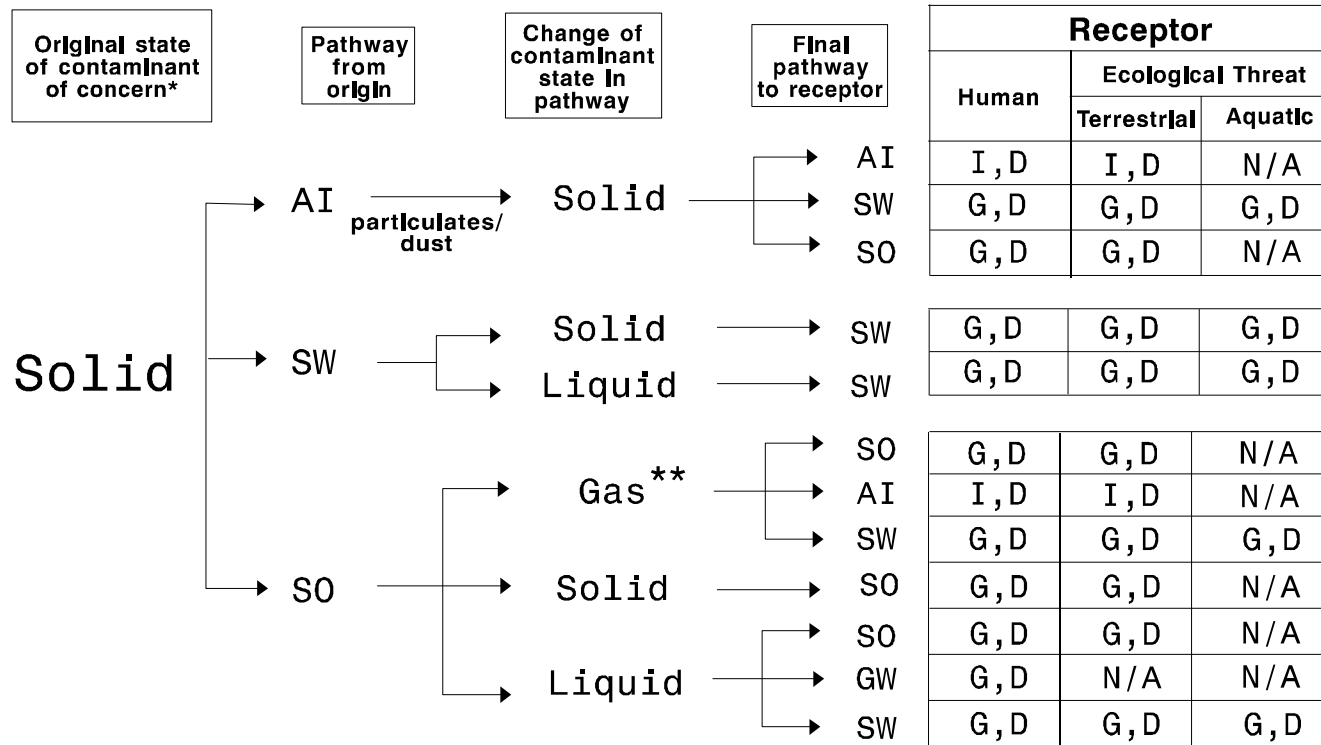 Original state
of contaminant
of concern*
Pathway
from
origin
Change of
contaminant
state in
pathway
Final
pathway
to receptor
Receptor
Human
Ecological Threat
Terrestrial
Aquatic
Solid
AI
particulates/
dust
Solid
AI
I,D
I,D
N/A
SW
G,D
G,D
G,D
SO
G,D
G,D
N/A
SW
Solid
SW
G,D
G,D
G,D
Liquid
SW
G,D
G,D
G,D
SO
Gas**
SO
G,D
G,D
N/A
AI
I,D
I,D
N/A
SW
G,D
G,D
G,D
Solid
SO
G,D
G,D
N/A
Liquid
SO
G,D
G,D
N/A
GW
G,D
N/A
N/A
SW
G,D
G,D
G,D